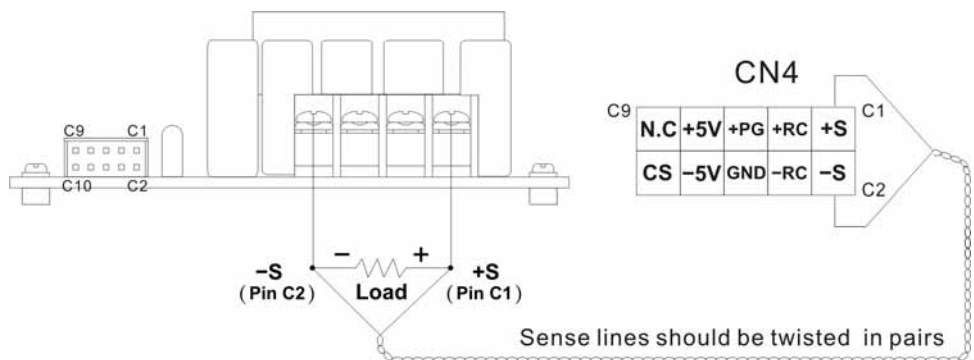 CN4
C9 C1
N.C +5V +PG +RC +S
CS −5V GND −RC −S
C2
C9 C1
C10 C2
− +
−S +S
(Pin C2) Load (Pin C1)
Sense lines should be twisted in pairs